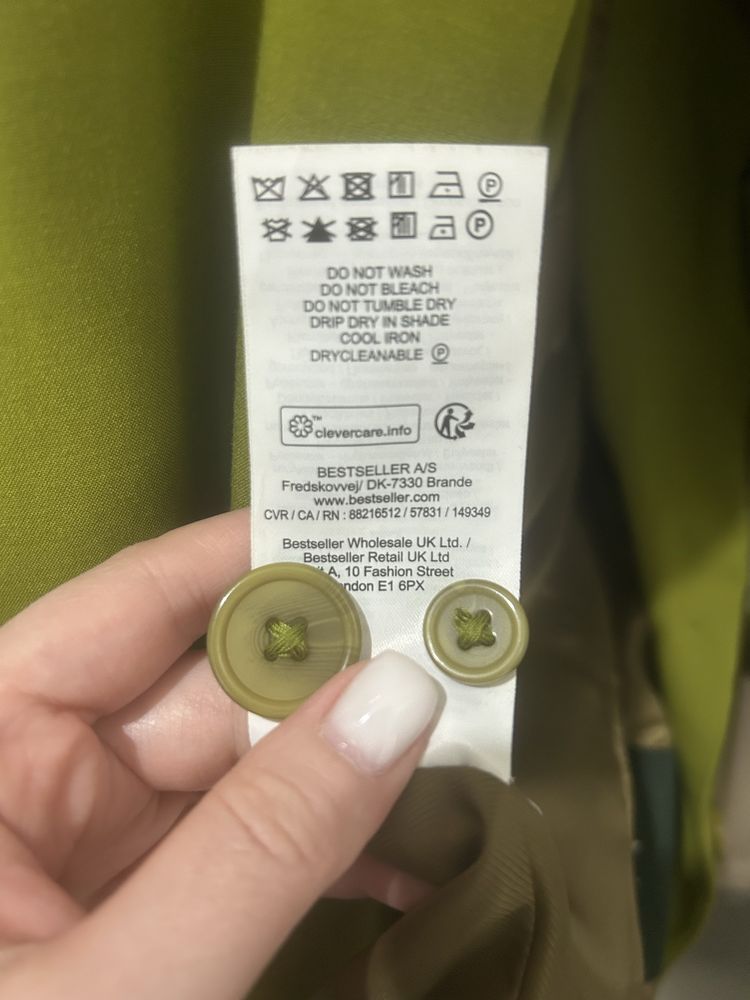 P
P
DO NOT WASH
DO NOT BLEACH
DO NOT TUMBLE DRY
DRIP DRY IN SHADE
COOL IRON
DRYCLEANABLE P
™ clevercare.info
BESTSELLER A/S
Fredskovvej/ DK-7330 Brande
www.bestseller.com
CVR / CA / RN : 88216512 / 57831 / 149349
Bestseller Wholesale UK Ltd. /
Bestseller Retail UK Ltd
A, 10 Fashion Street
E1 6PX